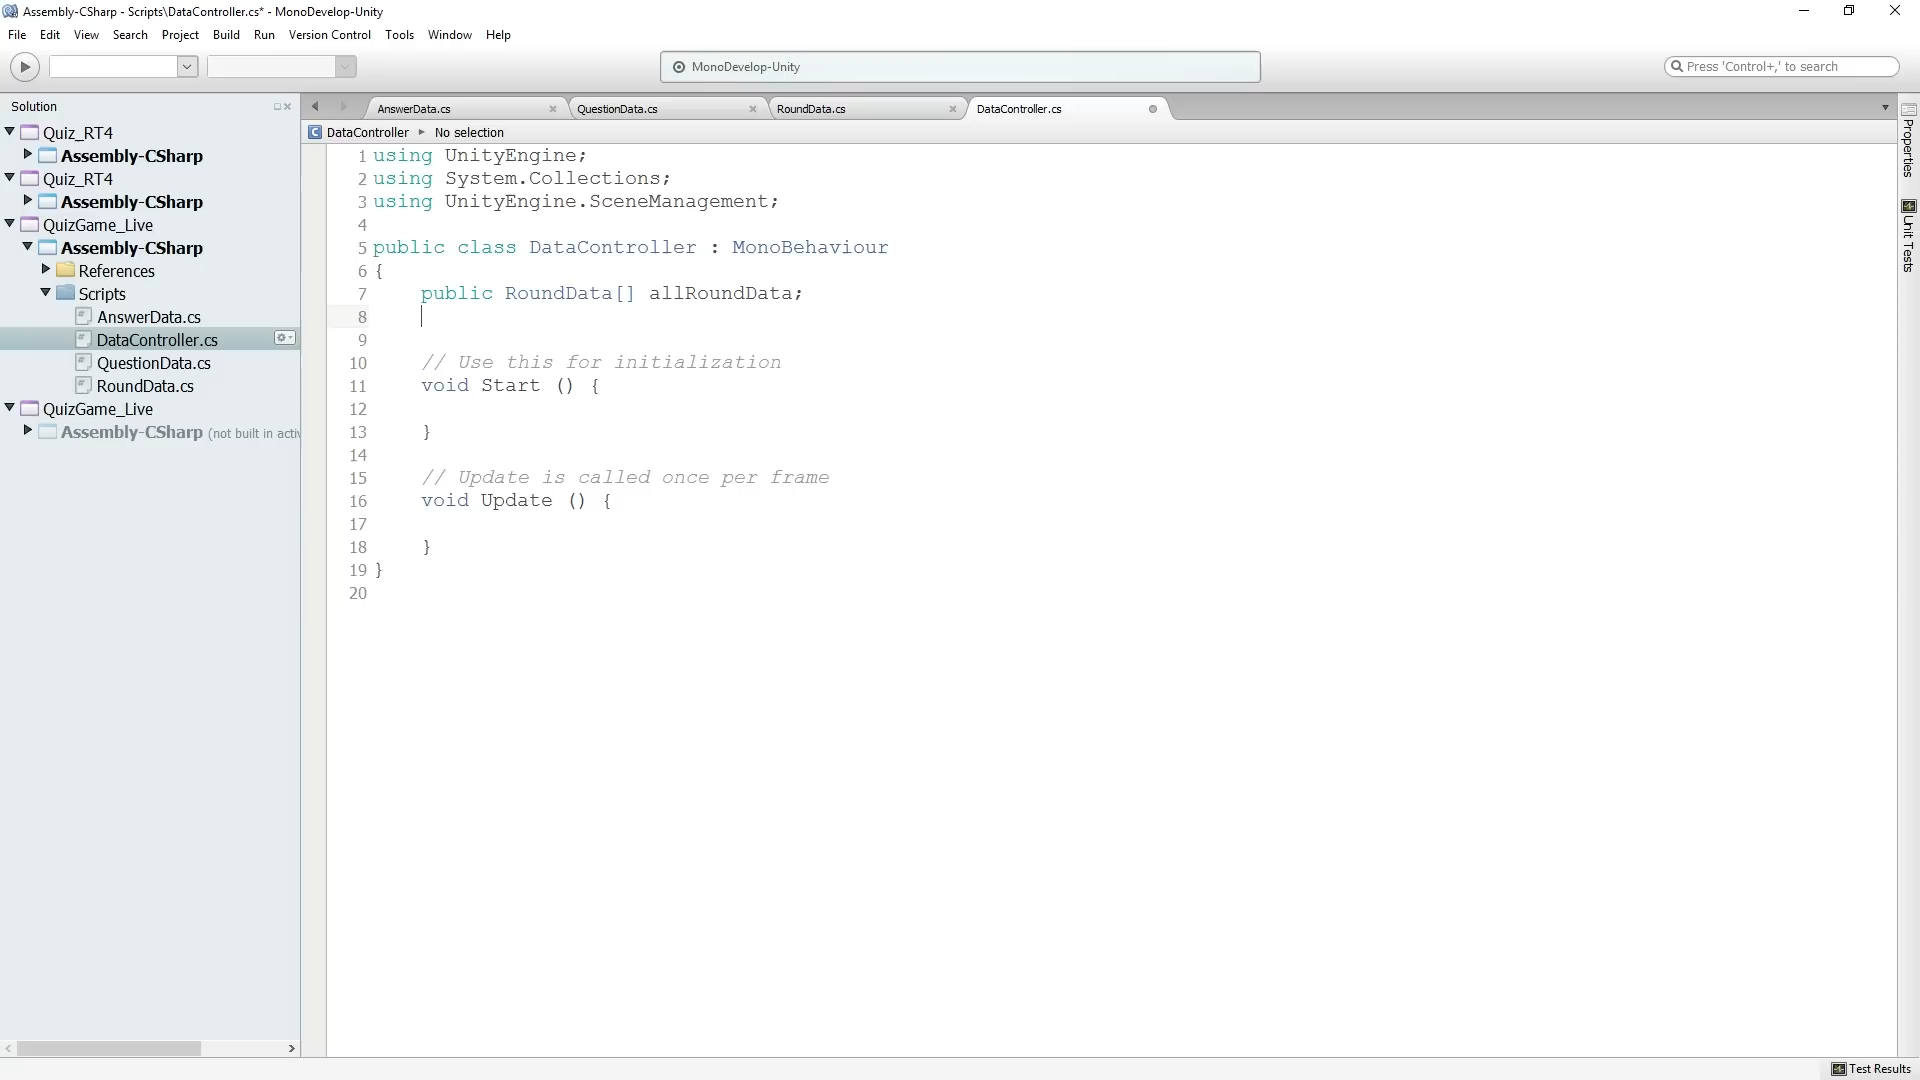 Assembly-CSharp - Scripts\DataController.cs* - MonoDevelop-Unity
File Edit View Search Project Build Run Version Control Tools Window Help
MonoDevelop-Unity
Press 'Control+,' to search
Solution
Quiz_RT4
Assembly-CSharp
Quiz_RT4
Assembly-CSharp
QuizGame_Live
Assembly-CSharp
References
Scripts
AnswerData.cs
DataController.cs
QuestionData.cs
RoundData.cs
QuizGame_Live
Assembly-CSharp (not built in activ
AnswerData.cs QuestionData.cs RoundData.cs DataController.cs
DataController No selection
1 using UnityEngine;
2 using System.Collections;
3 using UnityEngine.SceneManagement;
4
5 public class DataController : MonoBehaviour
6 {
7 public RoundData[] allRoundData;
8
9
10 // Use this for initialization
11 void Start () {
12
13 }
14
15 // Update is called once per frame
16 void Update () {
17
18 }
19 }
20
Properties
Unit Tests
Test Results